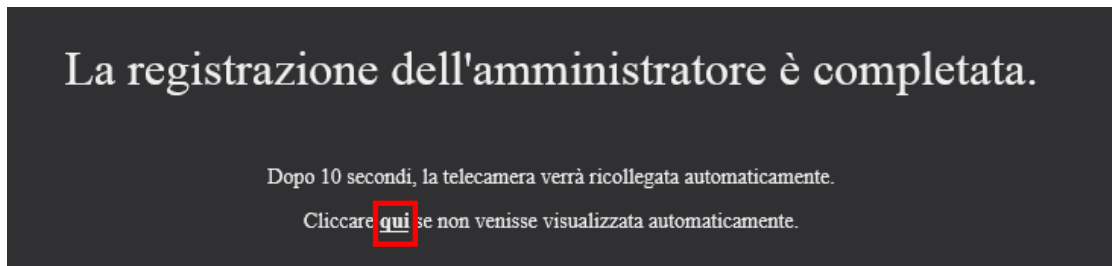 La registrazione dell'amministratore è completata.
Dopo 10 secondi, la telecamera verrà ricollegata automaticamente.
Cliccare qui se non venisse visualizzata automaticamente.